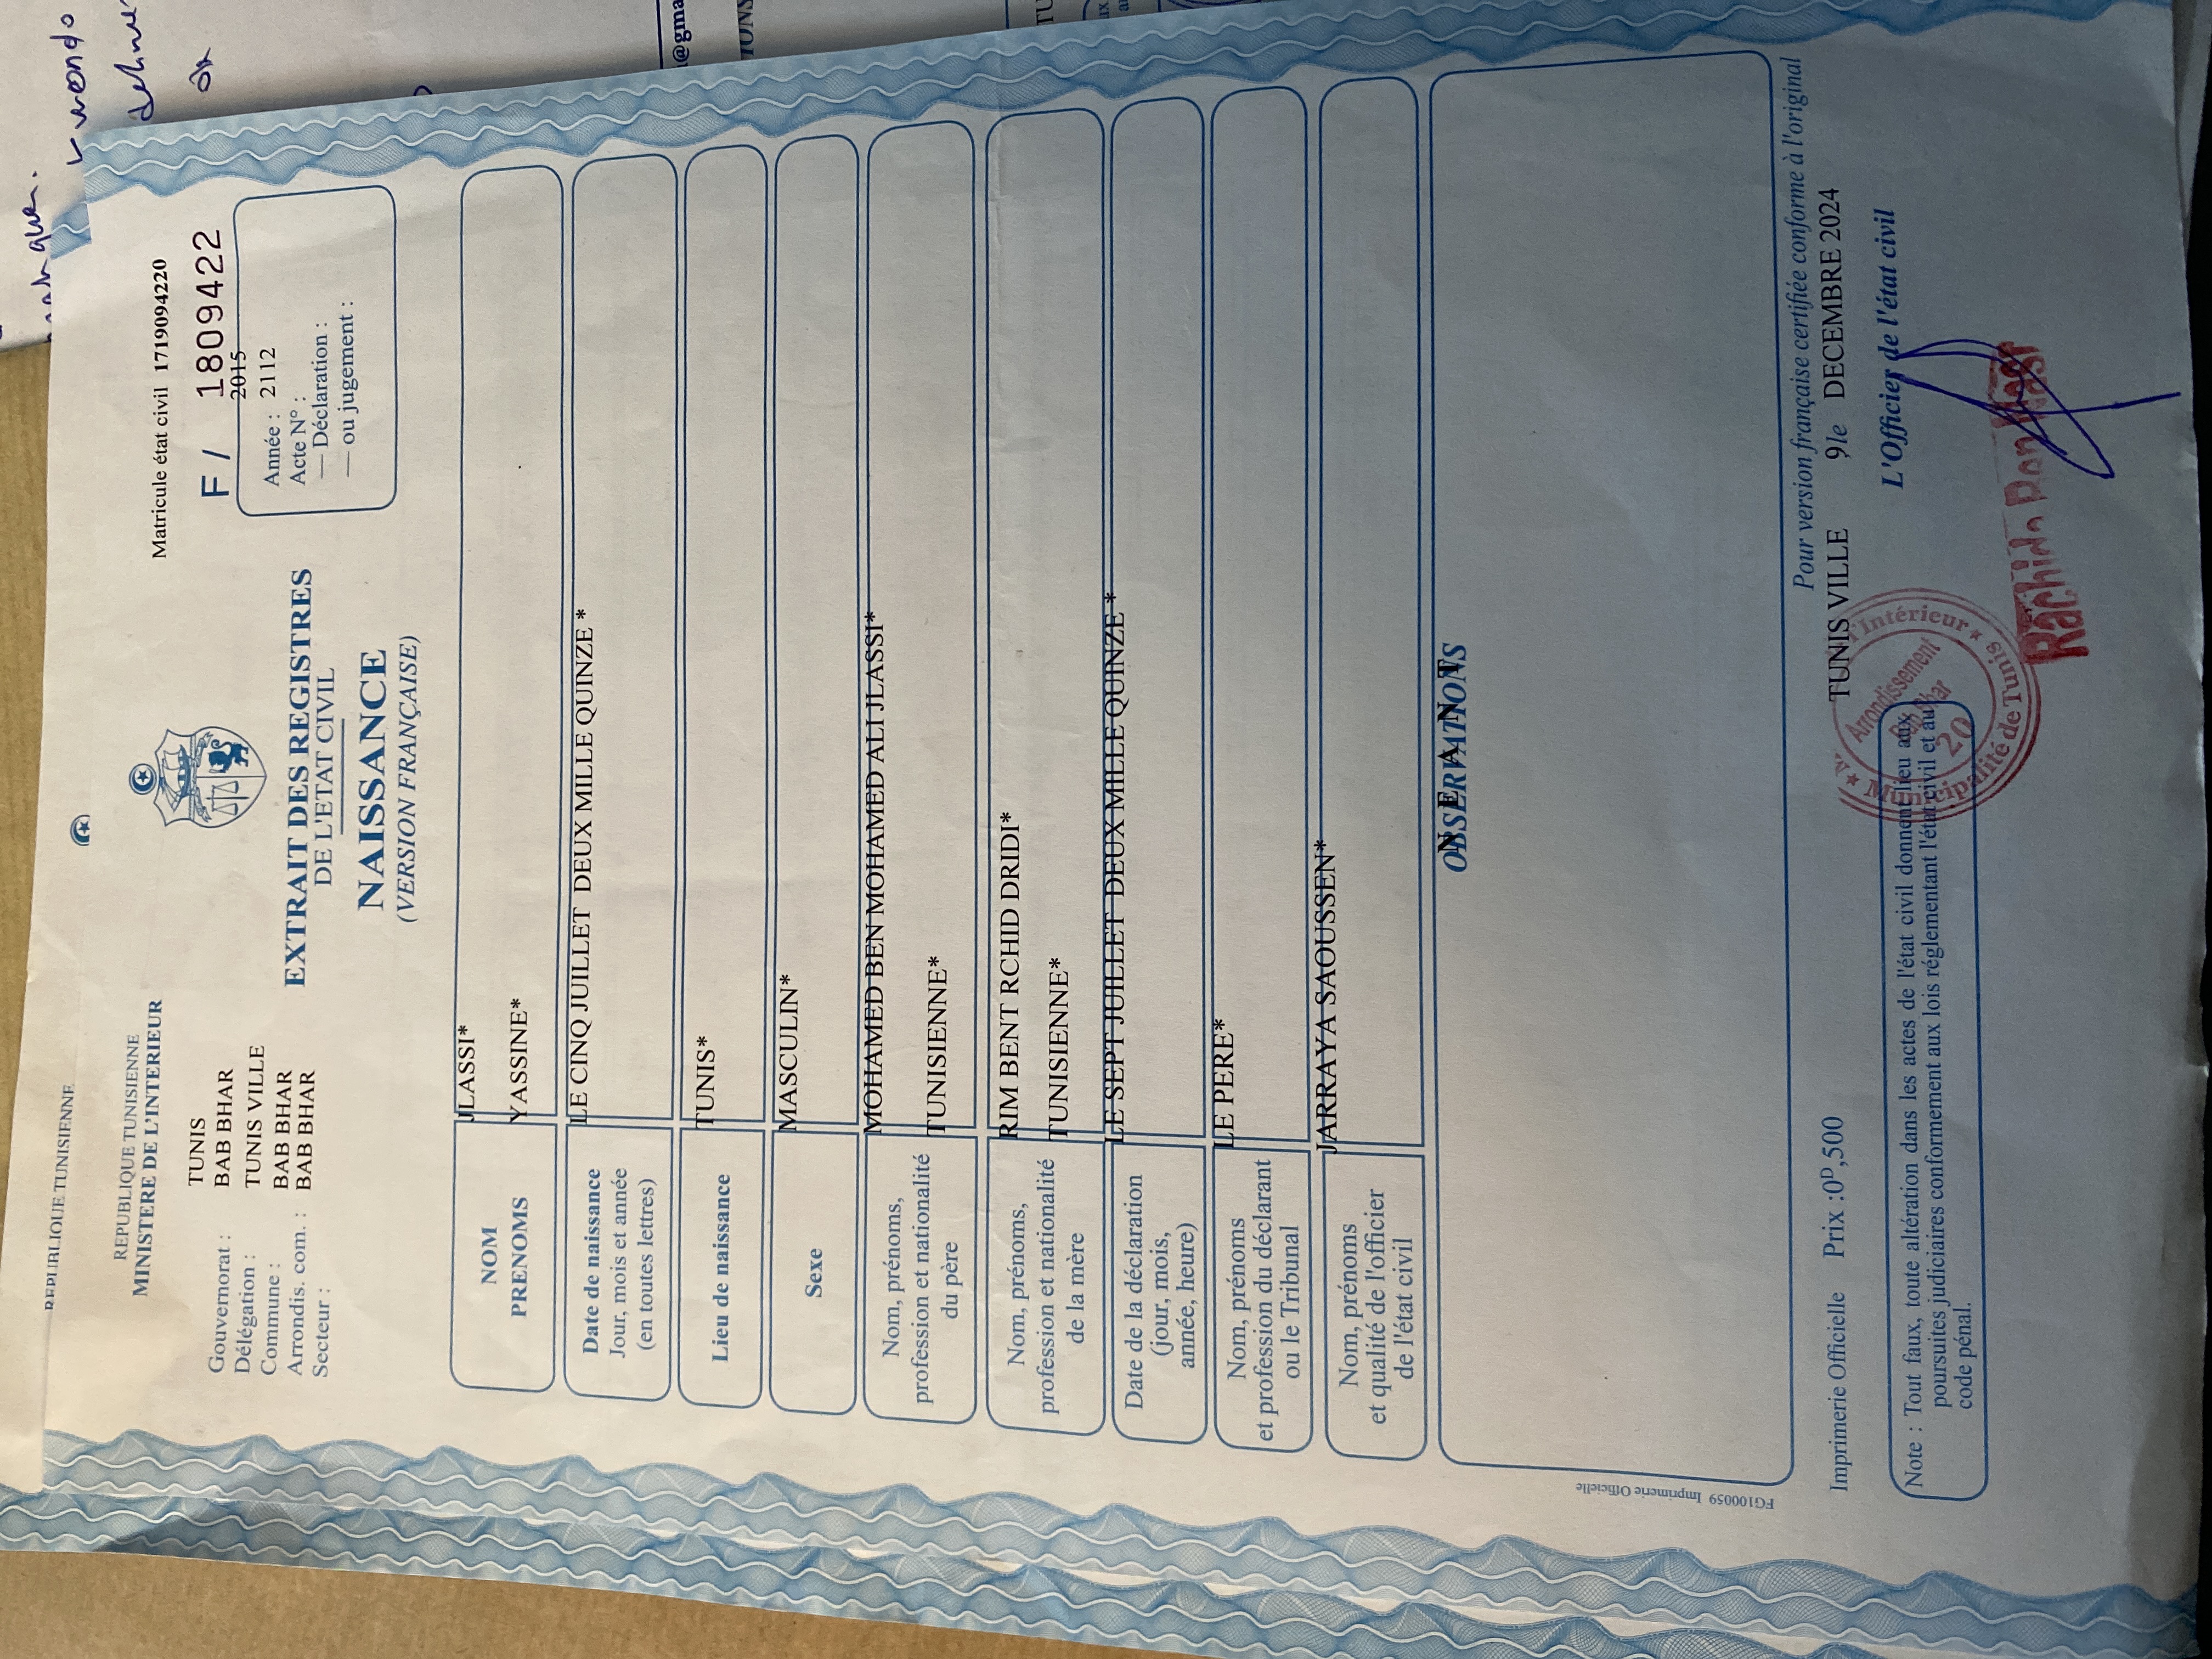 REPUBLIQUE TUNISIENNE
REPUBLIQUE TUNISIENNE
MINISTERE DE L'INTERIEUR
Gouvernorat : TUNIS
Délégation : BAB BHAR
Commune : TUNIS VILLE
Arrondis. com. : BAB BHAR
Secteur : BAB BHAR
Matricule état civil 1719094220
F / 1809422
2015
Année : 2112
Acte N° :
— Déclaration :
— ou jugement :
EXTRAIT DES REGISTRES
DE L'ETAT CIVIL
NAISSANCE
(VERSION FRANÇAISE)
NOM JLASSI*
PRENOMS YASSINE*
Date de naissance
Jour, mois et année
(en toutes lettres)
LE CINQ JUILLET DEUX MILLE QUINZE *
Lieu de naissance TUNIS*
Sexe MASCULIN*
Nom, prénoms,
profession et nationalité
du père
MOHAMED BEN MOHAMED ALI JLASSI*
TUNISIENNE*
Nom, prénoms,
profession et nationalité
de la mère
RIM BENT RCHID DRIDI*
TUNISIENNE*
Date de la déclaration
(jour, mois,
année, heure)
LE SEPT JUILLET DEUX MILLE QUINZE *
Nom, prénoms
et profession du déclarant
ou le Tribunal
LE PERE*
Nom, prénoms
et qualité de l'officier
de l'état civil
JARRAYA SAOUSSEN*
OBSERVATIONS
N E A N T
FG100059 Imprimerie Officielle
Pour version française certifiée conforme à l'original
Imprimerie Officielle Prix :0D,500
TUNIS VILLE 9, le DECEMBRE 2024
L'Officier de l'état civil
Note : Tout faux, toute altération dans les actes de l'état civil donnent lieu aux
poursuites judiciaires conformement aux lois réglementant l'état civil et au
code pénal.
l'Intérieur * Municipalité de Tunis *
Arrondissement
20
Rachida Ben Nasr